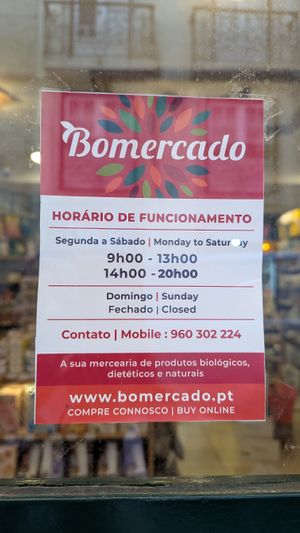 Bomercado
HORÁRIO DE FUNCIONAMENTO
Segunda a Sábado | Monday to Saturday
9h00 - 13h00
14h00 - 20h00
Domingo | Sunday
Fechado | Closed
Contato | Mobile : 960 302 224
A sua mercearia de produtos biológicos,
dietéticos e naturais
www.bomercado.pt
COMPRE CONNOSCO | BUY ONLINE